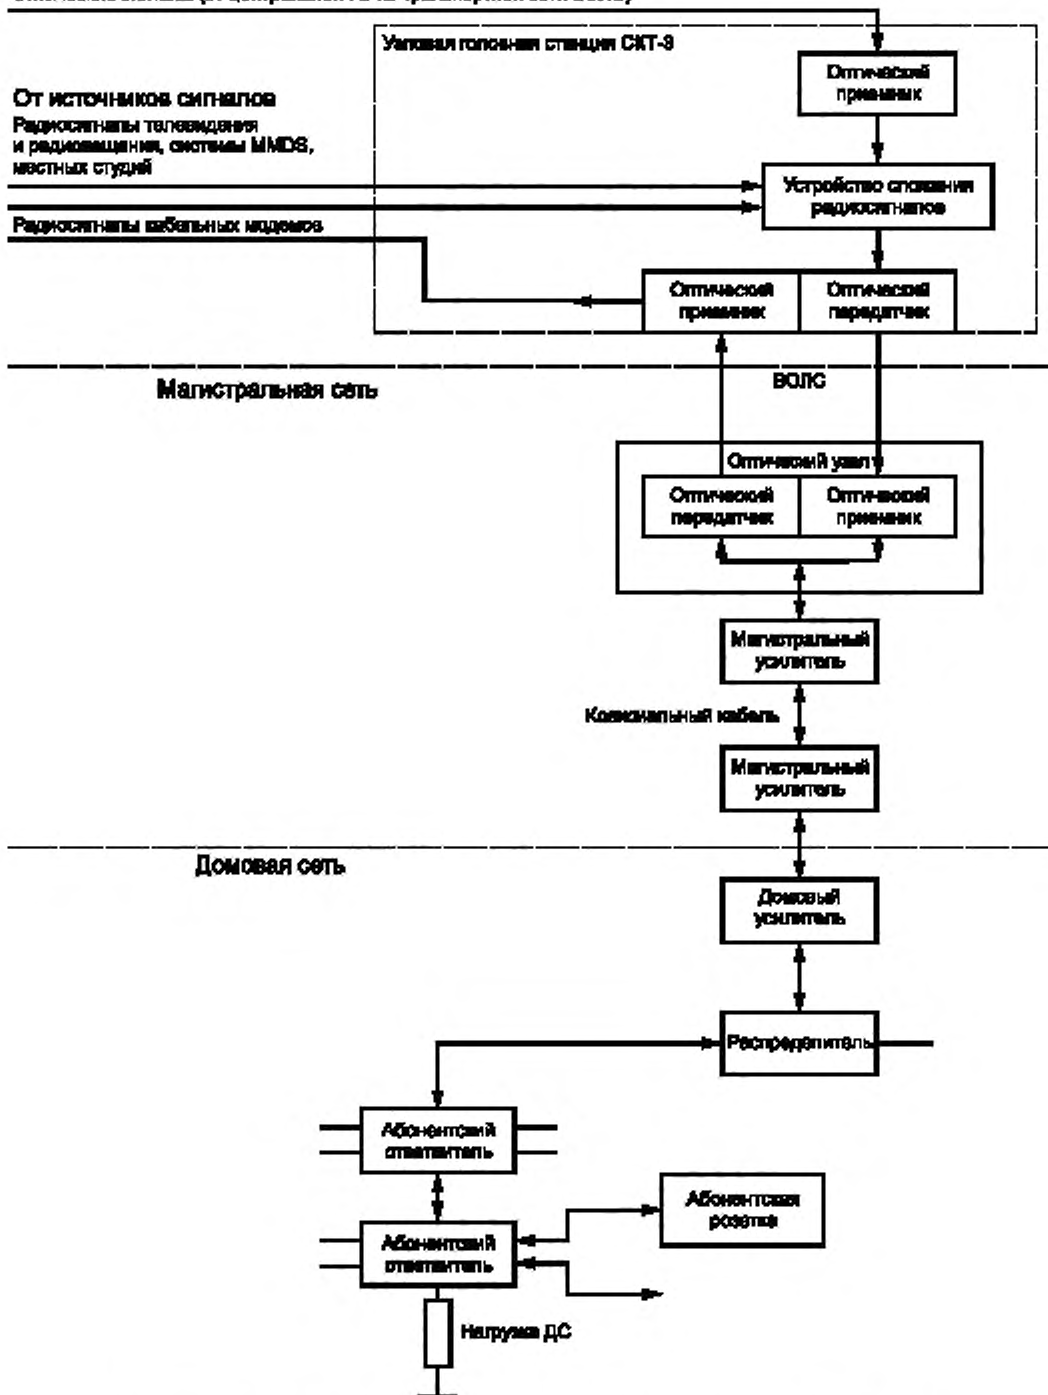 Узловая головная станция СКТ-3
Оптический
приемник
От источников сигналов
Радиосигналы телевидения
и радиовещания, системы MMDS,
местных студий
Устройство сложения
радиосигналов
Радиосигналы кабельных модемов
Оптический
приемник
Оптический
передатчик
ВОЛС
Магистральная сеть
Оптический узел
Оптический
передатчик
Оптический
приемник
Магистральный
усилитель
Коаксиальный кабель
Магистральный
усилитель
Домовая сеть
Домовый
усилитель
Распределитель
Абонентский
ответвитель
Абонентская
розетка
Абонентский
ответвитель
Нагрузка ДС